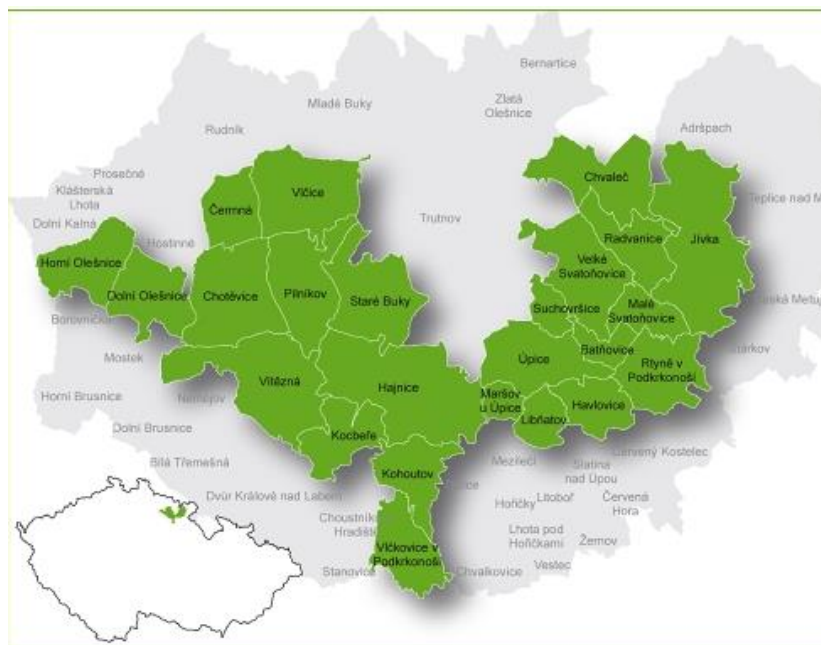 Bernartice
Zlatá
Olešnice
Mladé Buky
Rudník
Adršpach
Prosečné
Klášterská
Lhota
Dolní Kalná
Vlčice
Čermná
Chvaleč
Teplice nad M
Trutnov
Hostinné
Radvanice
Jívka
Horní Olešnice
Velké
Svatoňovice
Dolní Olešnice
Chotěvice
Pilníkov
Staré Buky
Suchovršice
Malé
Svatoňovice
Borovnička
Mostek
Úpice
Batňovice
Rtyně v
Podkrkonoší
Vítězná
Hajnice
Maršov
u Úpice
Havlovice
Libňatov
Horní Brusnice
Kocbeře
Dolní Brusnice
Bílá Třemešná
Kohoutov
Mezilečí
Červený Kostelec
Slatina
nad Úpou
Dvůr Králové nad Labem
Hořičky
Litoboř
Červená
Hora
Choustník
Hradiště
Lhota pod
Hořičkami
Žernov
Vlčkovice v
Podkrkonoší
Stanovice
Chvalkovice
Vestec